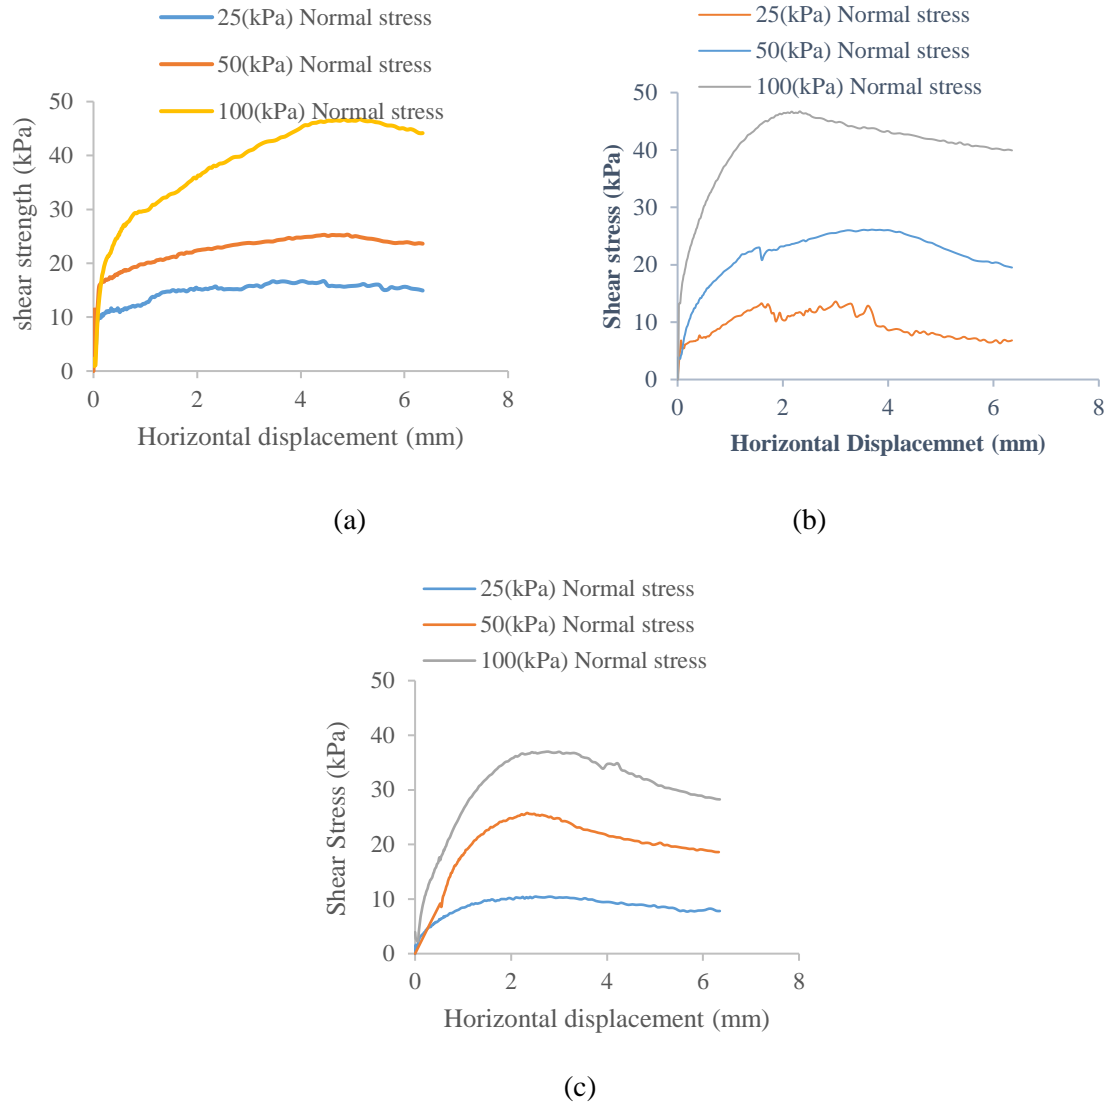 25(kPa) Normal stress
50(kPa) Normal stress
100(kPa) Normal stress
50
40
30
20
10
0
shear strength (kPa)
0 2 4 6 8
Horizontal displacement (mm)
(a)
25(kPa) Normal stress
50(kPa) Normal stress
100(kPa) Normal stress
50
40
30
20
10
0
Shear stress (kPa)
0 2 4 6 8
Horizontal Displacemnet (mm)
(b)
25(kPa) Normal stress
50(kPa) Normal stress
100(kPa) Normal stress
50
40
30
20
10
0
Shear Stress (kPa)
0 2 4 6 8
Horizontal displacement (mm)
(c)